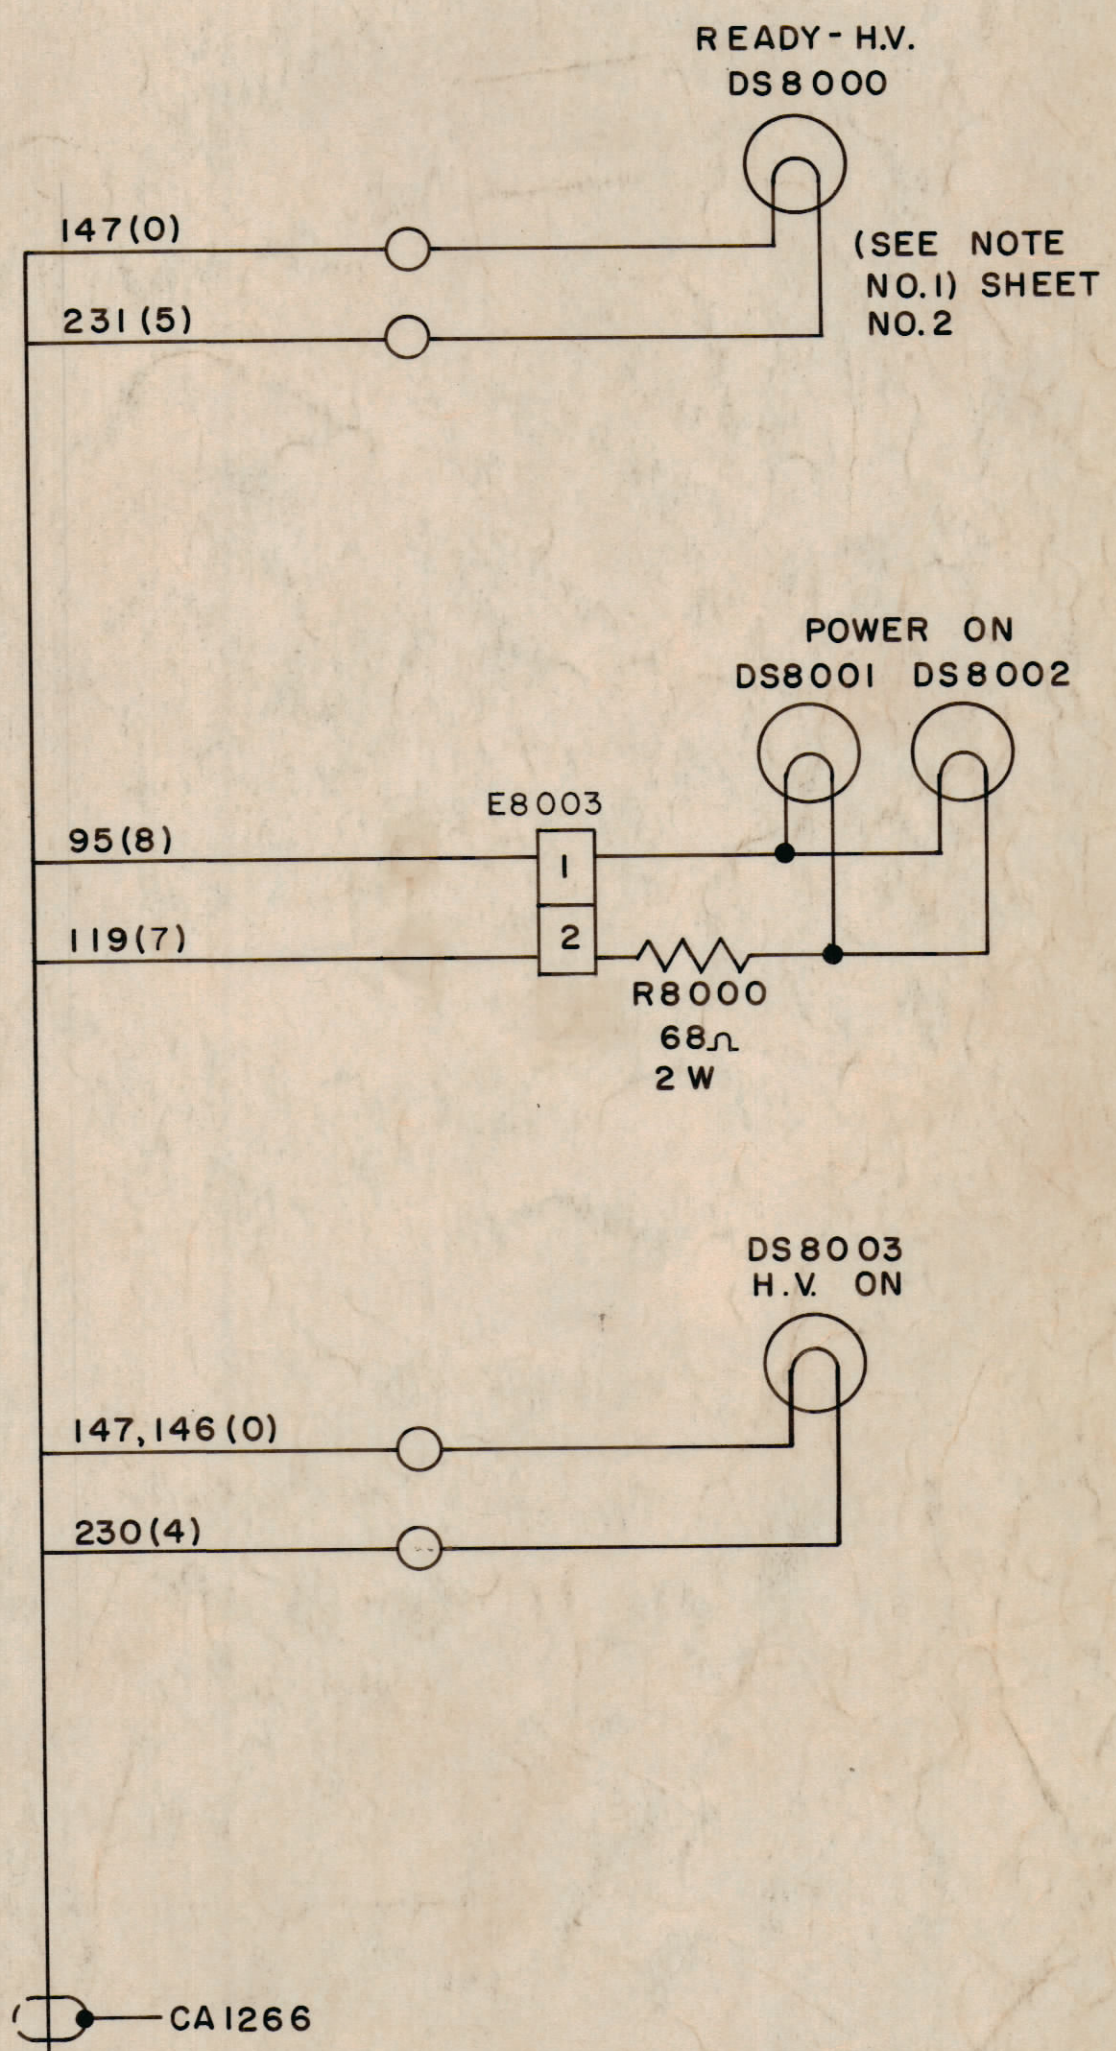 READY-H.V.
DS8000
147(0)
(SEE NOTE
231(5)
NO.1) SHEET
NO.2
POWER ON
DS8001 DS8002
E8003
95(8)
1
119(7)
2
R8000
68Ω
2 W
DS8003
H.V. ON
147,146(0)
230(4)
CA1266